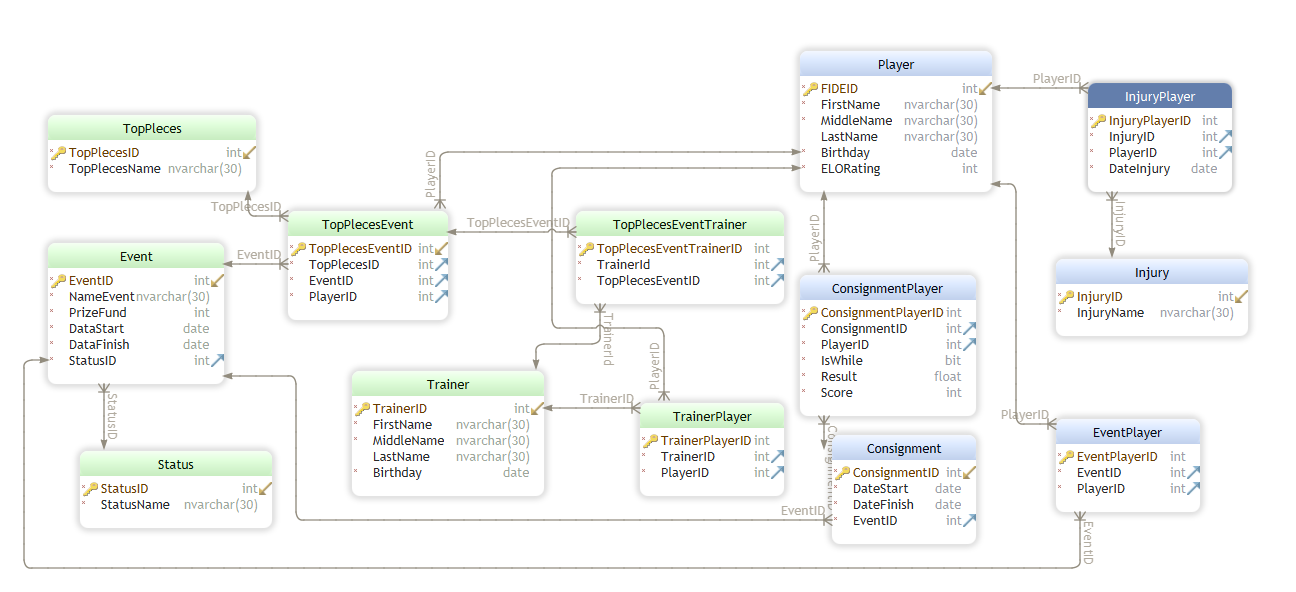 Player
FIDEID int
FirstName nvarchar(30)
MiddleName nvarchar(30)
LastName nvarchar(30)
Birthday date
ELORating int
PlayerID
InjuryPlayer
InjuryPlayerID int
InjuryID int
PlayerID int
DateInjury date
TopPleces
TopPlecesID int
TopPlecesName nvarchar(30)
PlayerID
TopPlecesID
TopPlecesEvent
TopPlecesEventID int
TopPlecesID int
EventID int
PlayerID int
TopPlecesEventID
TopPlecesEventTrainer
TopPlecesEventTrainerID int
TrainerId int
TopPlecesEventID int
PlayerID
InjuryID
Event
EventID int
NameEvent nvarchar(30)
PrizeFund int
DataStart date
DataFinish date
StatusID int
EventID
ConsignmentPlayer
ConsignmentPlayerID int
ConsignmentID int
PlayerID int
IsWhile bit
Result float
Score int
Injury
InjuryID int
InjuryName nvarchar(30)
TrainerId
PlayerID
Trainer
TrainerID int
FirstName nvarchar(30)
MiddleName nvarchar(30)
LastName nvarchar(30)
Birthday date
TrainerID
TrainerPlayer
TrainerPlayerID int
TrainerID int
PlayerID int
StatusID
Status
StatusID int
StatusName nvarchar(30)
ConsignmentID
Consignment
ConsignmentID int
DateStart date
DateFinish date
EventID int
EventID
PlayerID
EventPlayer
EventPlayerID int
EventID int
PlayerID int
EventID